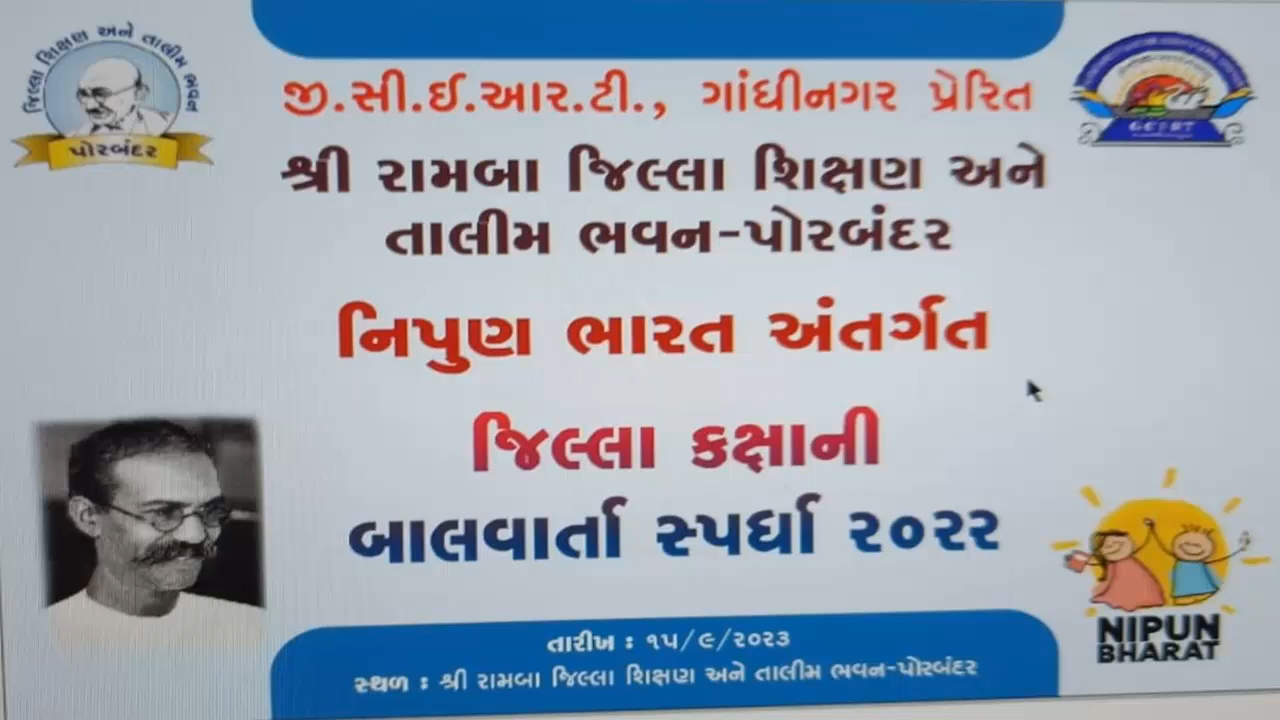 જિલ્લા શિક્ષણ અને તાલીમ ભવન
પોરબંદર
જી.સી.ઈ.આર.ટી., ગાંધીનગર પ્રેરિત
GCERT
શ્રી રામબા જિલ્લા શિક્ષણ અને
તાલીમ ભવન-પોરબંદર
નિપુણ ભારત અંતર્ગત
જિલ્લા કક્ષાની
બાલવાર્તા સ્પર્ધા ૨૦૨૨
NIPUN
BHARAT
તારીખ : ૧૫/૯/૨૦૨૩
સ્થળ : શ્રી રામબા જિલ્લા શિક્ષણ અને તાલીમ ભવન-પોરબંદર